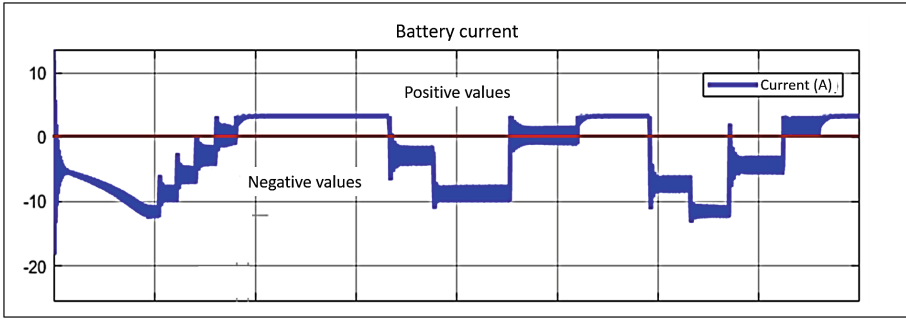 Battery current
10
Positive values
Current (A)
0
Negative values
-10
-20